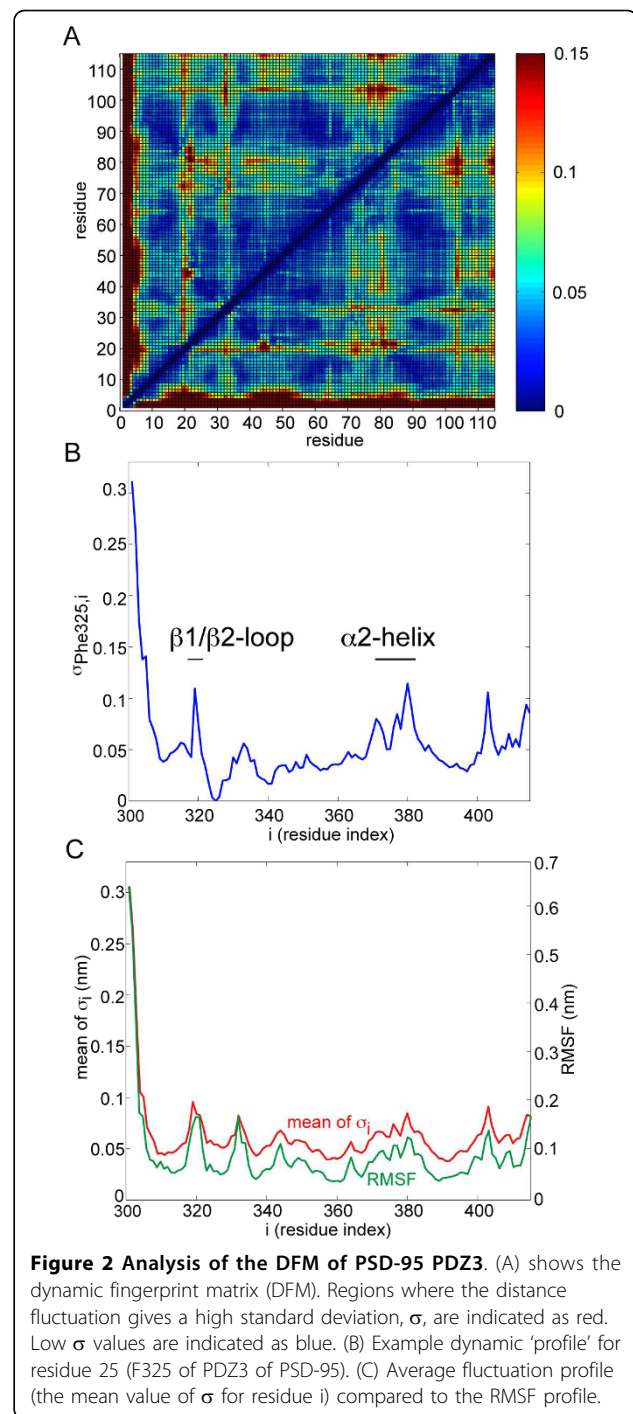 A
110
100
90
80
70
60
50
40
30
20
10
0
residue
0 10 20 30 40 50 60 70 80 90 100 110
residue
0.15
0.1
0.05
0
B
0.3
0.25
0.2
0.15
0.1
0.05
0
σPhe325,i
β1/β2-loop
α2-helix
300 320 340 360 380 400
i (residue index)
C
0.3
0.25
0.2
0.15
0.1
0.05
0
mean of σi (nm)
0.7
0.6
0.5
0.4
0.3
0.2
0.1
0
RMSF (nm)
mean of σi
RMSF
300 320 340 360 380 400
i (residue index)
Figure 2 Analysis of the DFM of PSD-95 PDZ3. (A) shows the
dynamic fingerprint matrix (DFM). Regions where the distance
fluctuation gives a high standard deviation, σ, are indicated as red.
Low σ values are indicated as blue. (B) Example dynamic ‘profile’ for
residue 25 (F325 of PDZ3 of PSD-95). (C) Average fluctuation profile
(the mean value of σ for residue i) compared to the RMSF profile.